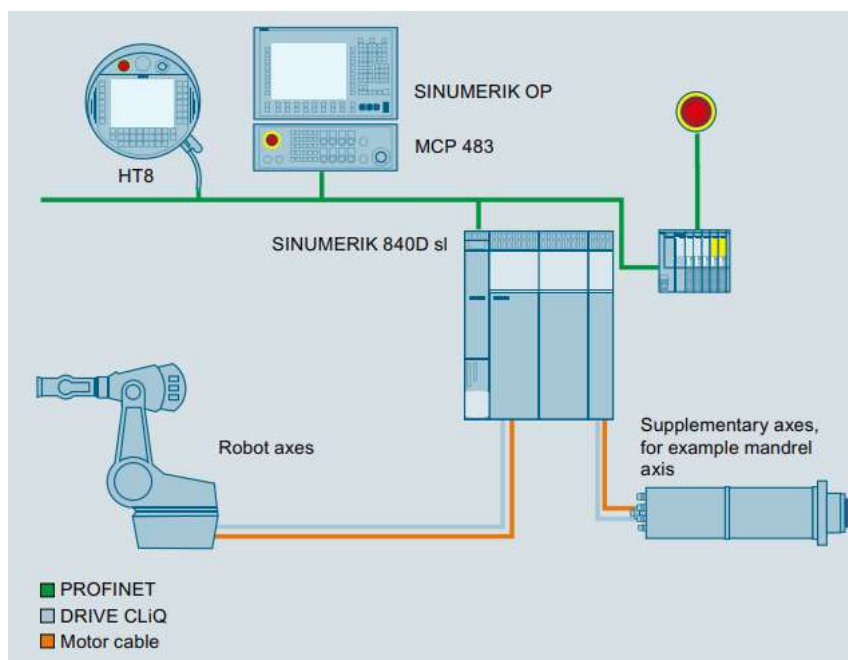 SINUMERIK OP
MCP 483
HT8
SINUMERIK 840D sl
Robot axes
Supplementary axes,
for example mandrel
axis
PROFINET
DRIVE CLiQ
Motor cable